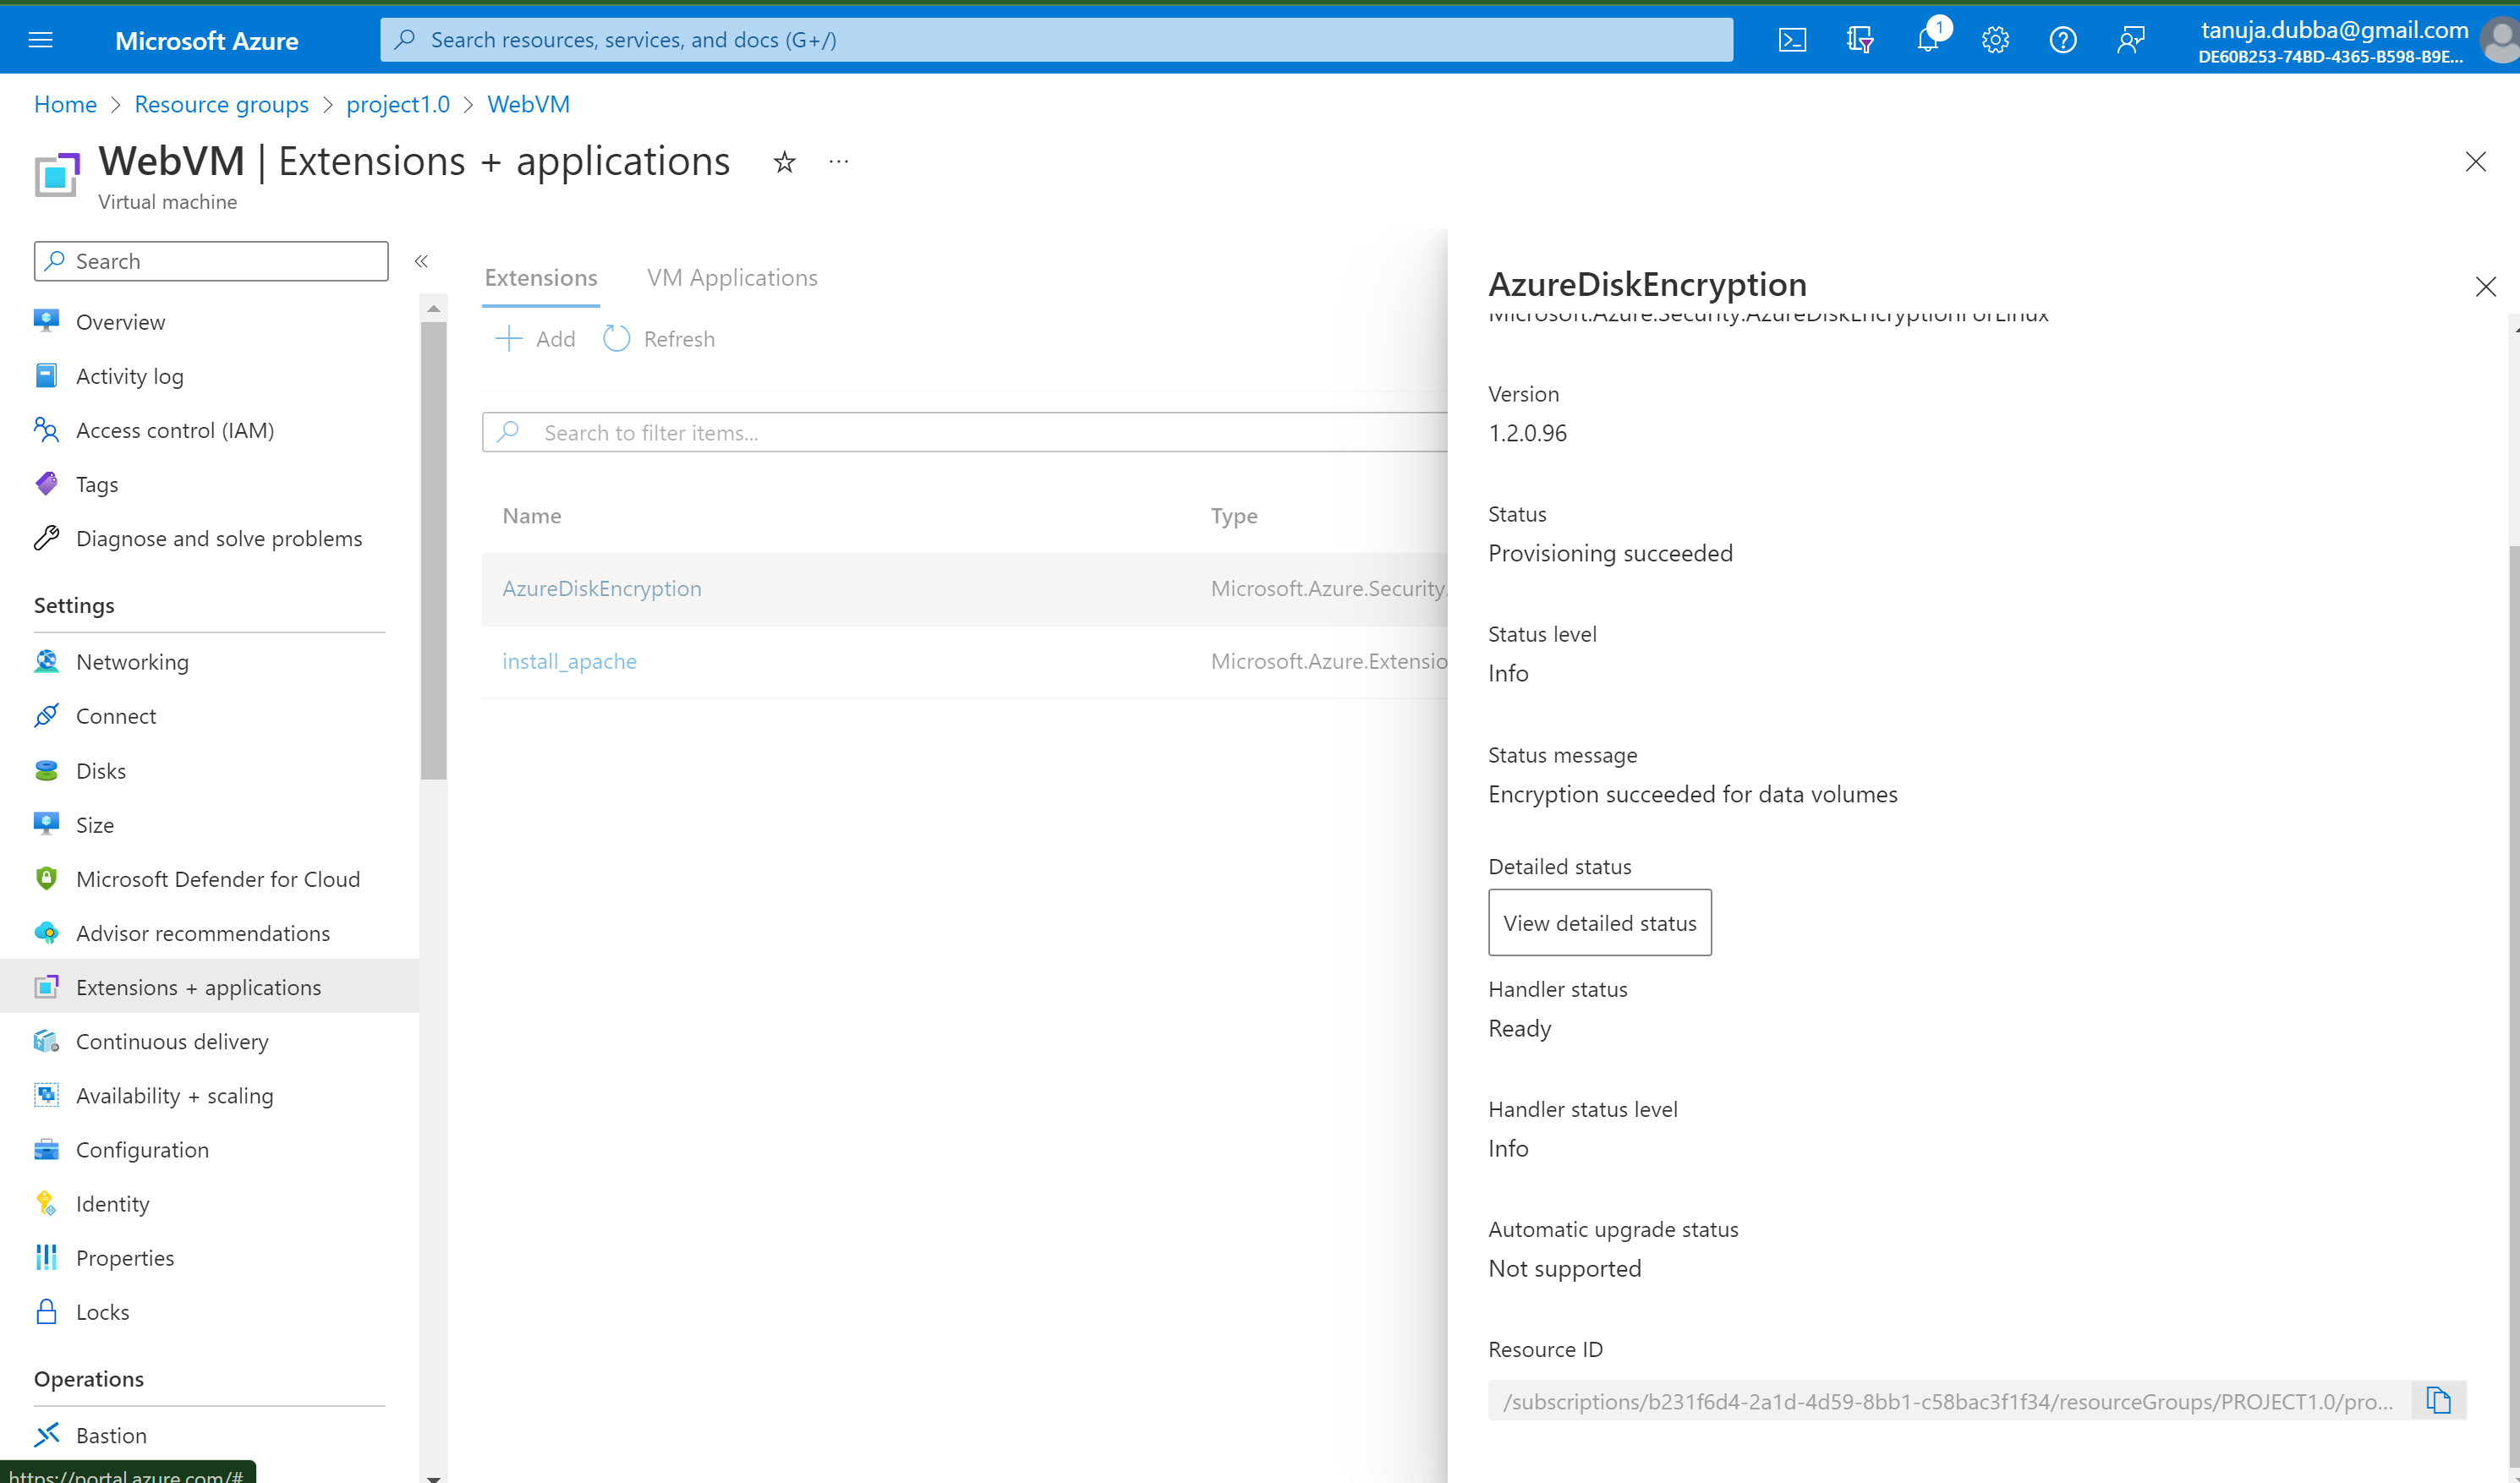 Microsoft Azure
Search resources, services, and docs (G+/)
1
tanuja.dubba@gmail.com
DE60B253-74BD-4365-B598-B9E...
Home > Resource groups > project1.0 > WebVM
WebVM | Extensions + applications
...
Virtual machine
Search
«
Overview
Activity log
Access control (IAM)
Tags
Diagnose and solve problems
Settings
Networking
Connect
Disks
Size
Microsoft Defender for Cloud
Advisor recommendations
Extensions + applications
Continuous delivery
Availability + scaling
Configuration
Identity
Properties
Locks
Operations
Bastion
https://portal.azure.com/#
Extensions
VM Applications
Add
Refresh
Search to filter items...
Name
Type
AzureDiskEncryption
Microsoft.Azure.Security.
install_apache
Microsoft.Azure.Extensio
AzureDiskEncryption
Microsoft.Azure.Security.AzureDiskEncryptionForLinux
Version
1.2.0.96
Status
Provisioning succeeded
Status level
Info
Status message
Encryption succeeded for data volumes
Detailed status
View detailed status
Handler status
Ready
Handler status level
Info
Automatic upgrade status
Not supported
Resource ID
/subscriptions/b231f6d4-2a1d-4d59-8bb1-c58bac3f1f34/resourceGroups/PROJECT1.0/pro...